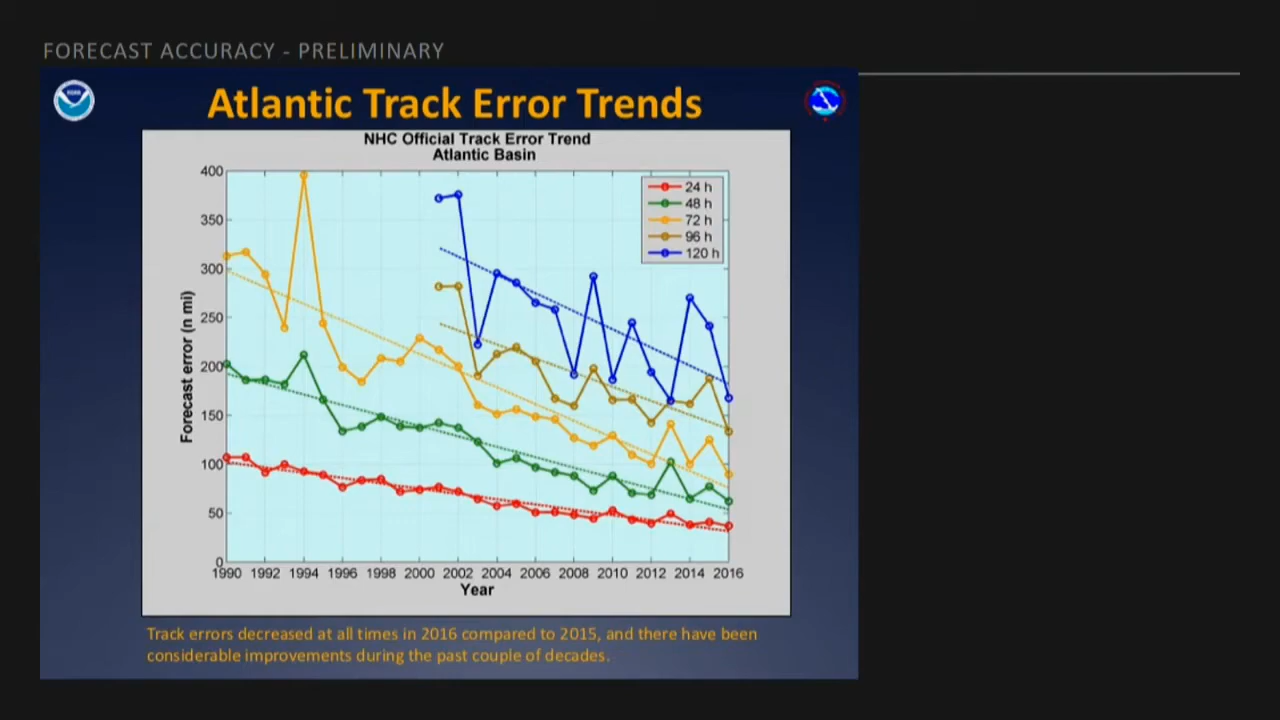 FORECAST ACCURACY - PRELIMINARY
Atlantic Track Error Trends
NHC Official Track Error Trend
Atlantic Basin
400
350
300
250
200
150
100
50
0
Forecast error (n mi)
24 h
48 h
72 h
96 h
120 h
1990 1992 1994 1996 1998 2000 2002 2004 2006 2008 2010 2012 2014 2016
Year
Track errors decreased at all times in 2016 compared to 2015, and there have been
considerable improvements during the past couple of decades.